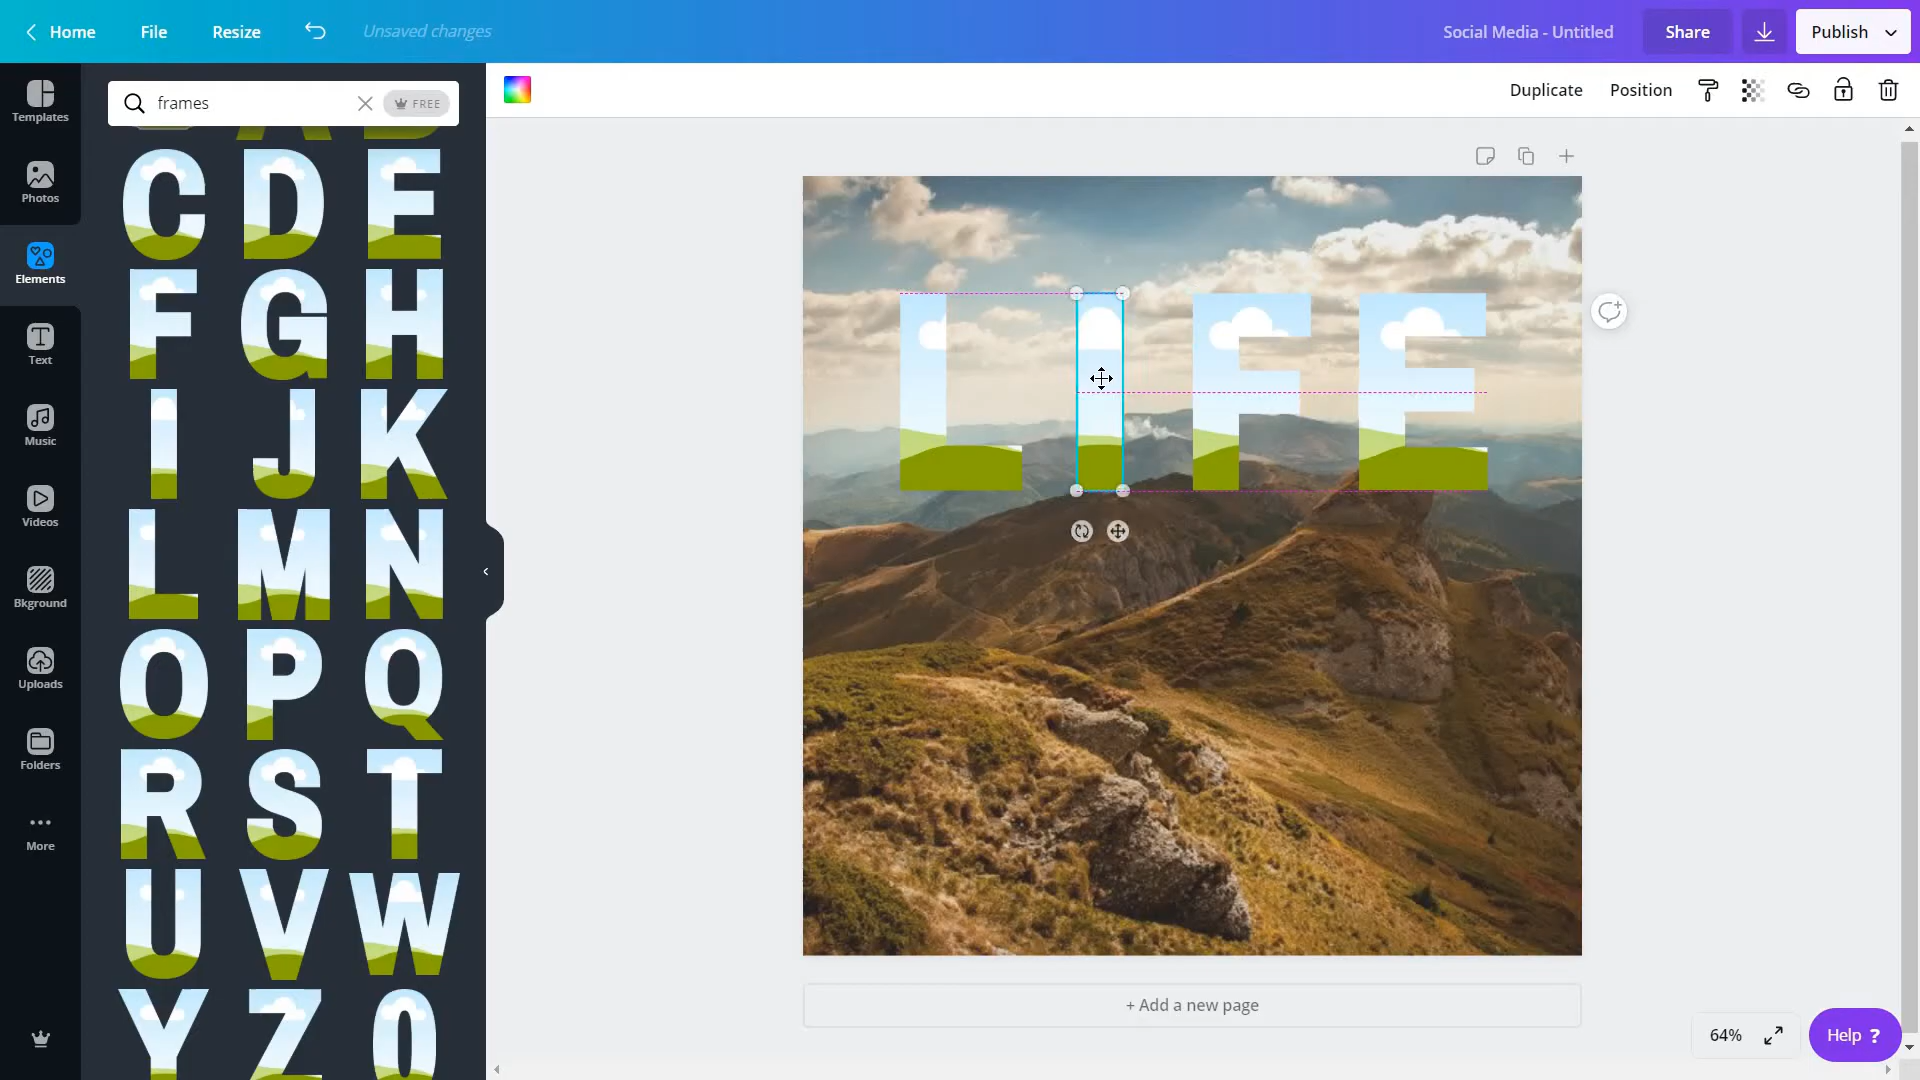 Home File Resize Unsaved changes Social Media - Untitled Share Publish
Templates
Photos
Elements
Text
Music
Videos
Bkground
Uploads
Folders
More
frames FREE
C D E
F G H
I J K
L M N
O P Q
R S T
U V W
Y Z 0
Duplicate Position
LIFE
+ Add a new page
64%
Help ?